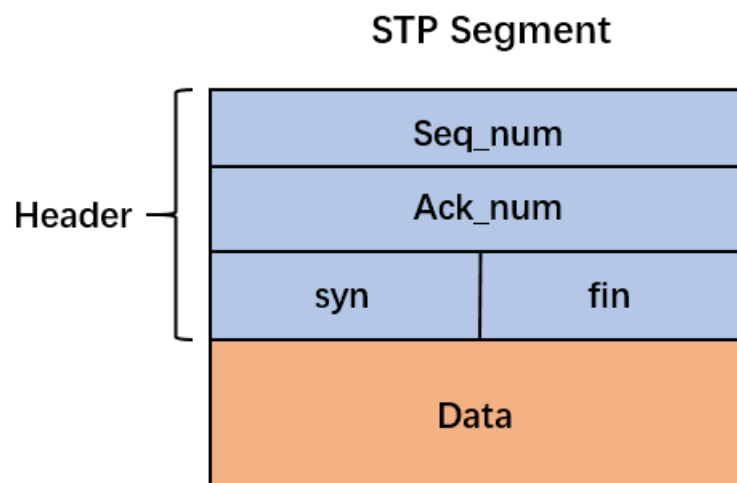 STP Segment
Seq_num
Header
Ack_num
syn
fin
Data